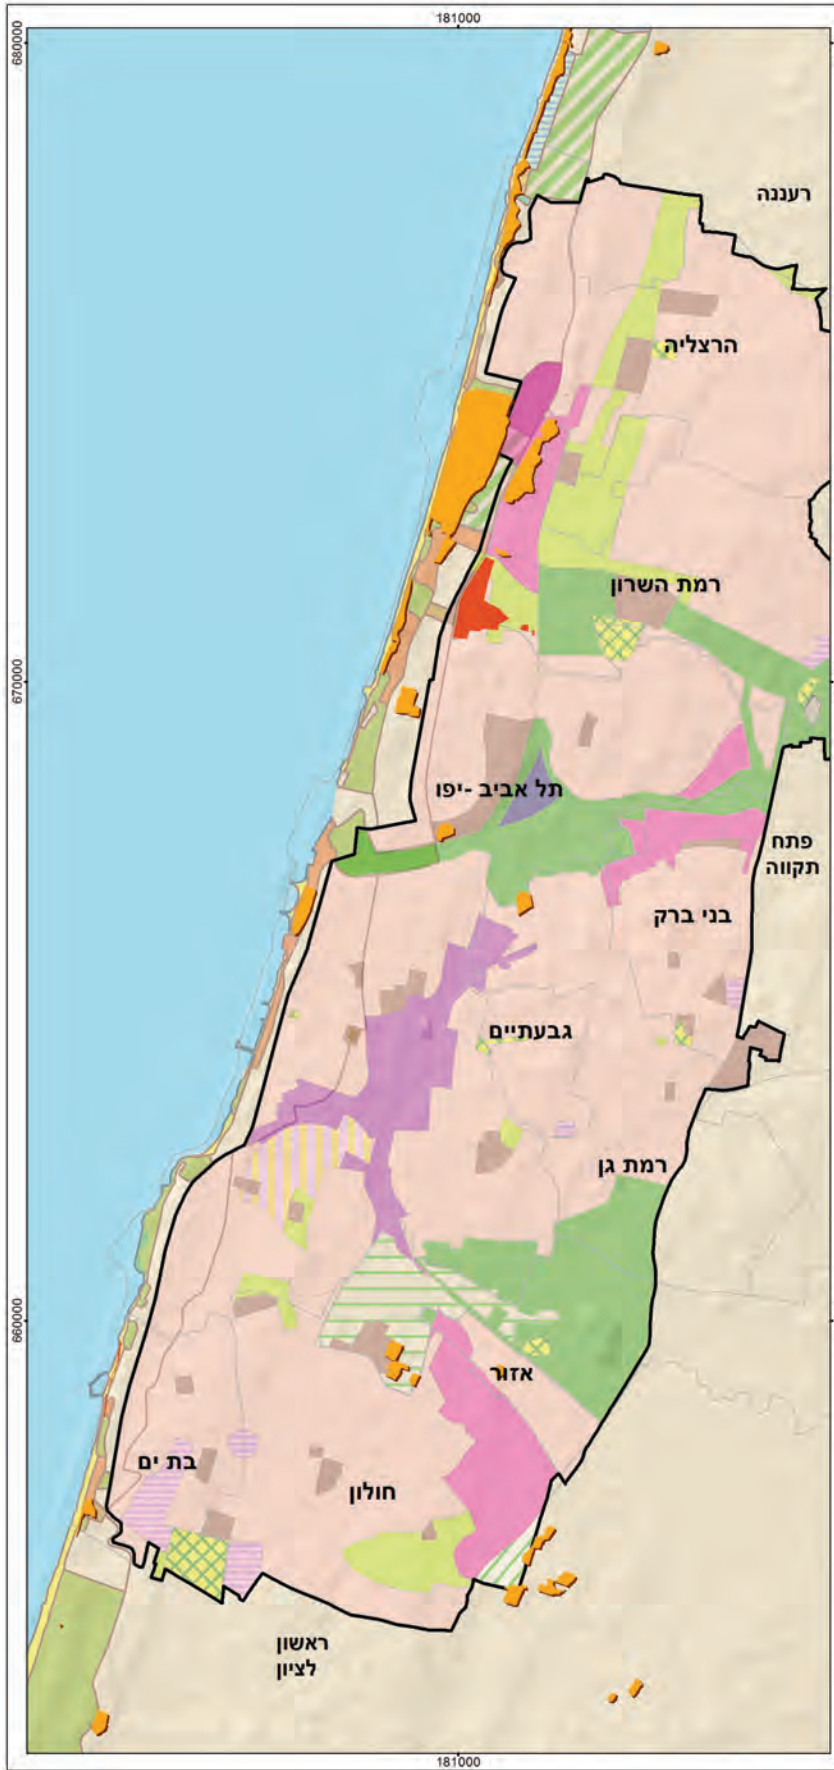 181000
680000
רעננה
הרצליה
רמת השרון
670000
תל אביב -יפו
פתח
תקווה
בני ברק
גבעתיים
רמת גן
660000
אזור
בת ים
חולון
ראשון
לציון
181000